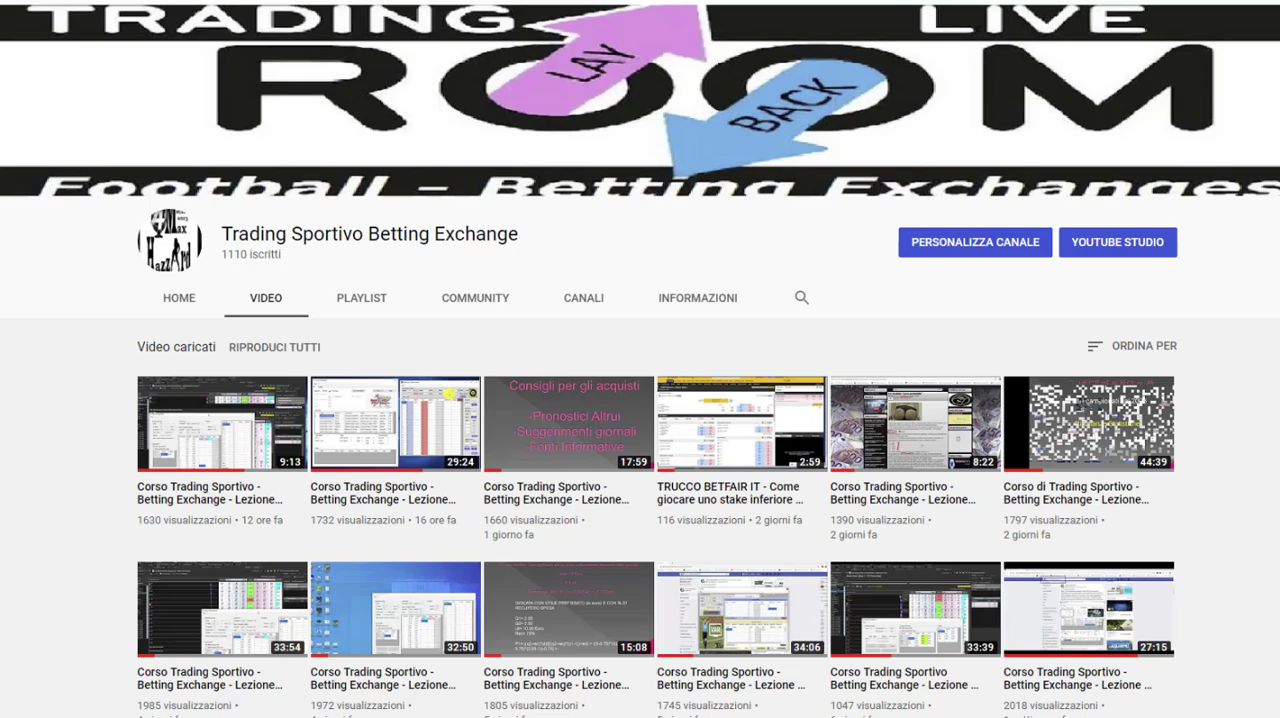 TRADING LIVE
LAY
ROOM
BACK
Football - Betting Exchanges
Max
HazzArd
Trading Sportivo Betting Exchange
1110 iscritti
PERSONALIZZA CANALE
YOUTUBE STUDIO
HOME
VIDEO
PLAYLIST
COMMUNITY
CANALI
INFORMAZIONI
Video caricati
RIPRODUCI TUTTI
ORDINA PER
Consigli per gli acquisti
-Pronostici Altrui
-Suggerimenti giornali
-Fonti Informative
9:13
29:24
17:59
2:59
8:22
44:39
Corso Trading Sportivo -
Betting Exchange - Lezione...
1630 visualizzazioni • 12 ore fa
Corso Trading Sportivo -
Betting Exchange - Lezione...
1732 visualizzazioni • 16 ore fa
Corso Trading Sportivo -
Betting Exchange - Lezione...
1660 visualizzazioni •
1 giorno fa
TRUCCO BETFAIR IT - Come
giocare uno stake inferiore ...
116 visualizzazioni • 2 giorni fa
Corso Trading Sportivo -
Betting Exchange - Lezione...
1390 visualizzazioni •
2 giorni fa
Corso di Trading Sportivo -
Betting Exchange - Lezione...
1797 visualizzazioni •
2 giorni fa
33:54
32:50
15:08
34:06
33:39
27:15
Corso Trading Sportivo -
Betting Exchange - Lezione...
1985 visualizzazioni •
Corso Trading Sportivo -
Betting Exchange - Lezione...
1972 visualizzazioni •
Corso Trading Sportivo -
Betting Exchange - Lezione...
1805 visualizzazioni •
Corso Trading Sportivo -
Betting Exchange - Lezione ...
1745 visualizzazioni •
Corso Trading Sportivo
Betting Exchange - Lezione ...
1047 visualizzazioni •
Corso Trading Sportivo -
Betting Exchange - Lezione ...
2018 visualizzazioni •